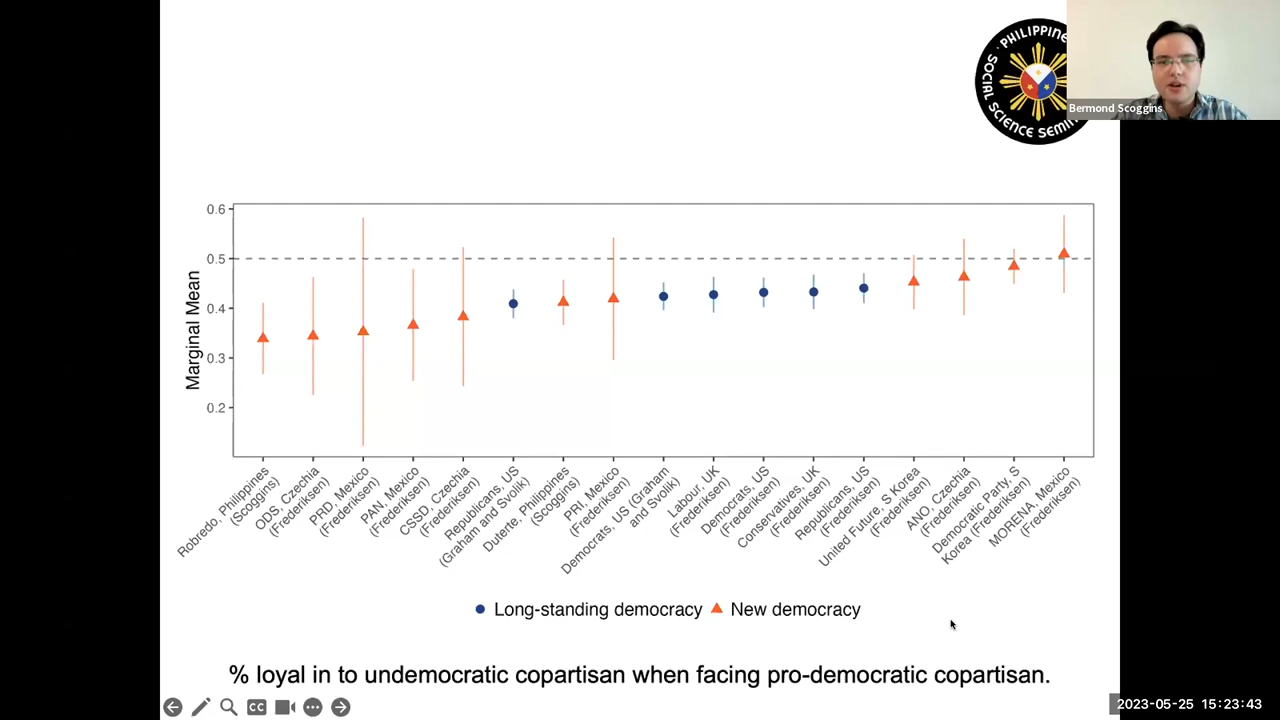 PHILIPPINE
SOCIAL SCIENCE SEMIN
Bermond Scoggins
Marginal Mean
0.6
0.5
0.4
0.3
0.2
Robredo, Philippines
(Scoggins)
ODS, Czechia
(Frederiksen)
PRD, Mexico
(Frederiksen)
PAN, Mexico
(Frederiksen)
CSSD, Czechia
(Frederiksen)
Republicans, US
(Graham and Svolik)
Duterte, Philippines
(Scoggins)
PRI, Mexico
(Frederiksen)
Democrats, US (Graham
and Svolik)
Labour, UK
(Frederiksen)
Democrats, US
(Frederiksen)
Conservatives, UK
(Frederiksen)
Republicans, US
(Frederiksen)
United Future, S Korea
(Frederiksen)
ANO, Czechia
(Frederiksen)
Democratic Party, S
Korea (Frederiksen)
MORENA, Mexico
(Frederiksen)
Long-standing democracy
New democracy
% loyal in to undemocratic copartisan when facing pro-democratic copartisan.
CC
2023-05-25 15:23:43